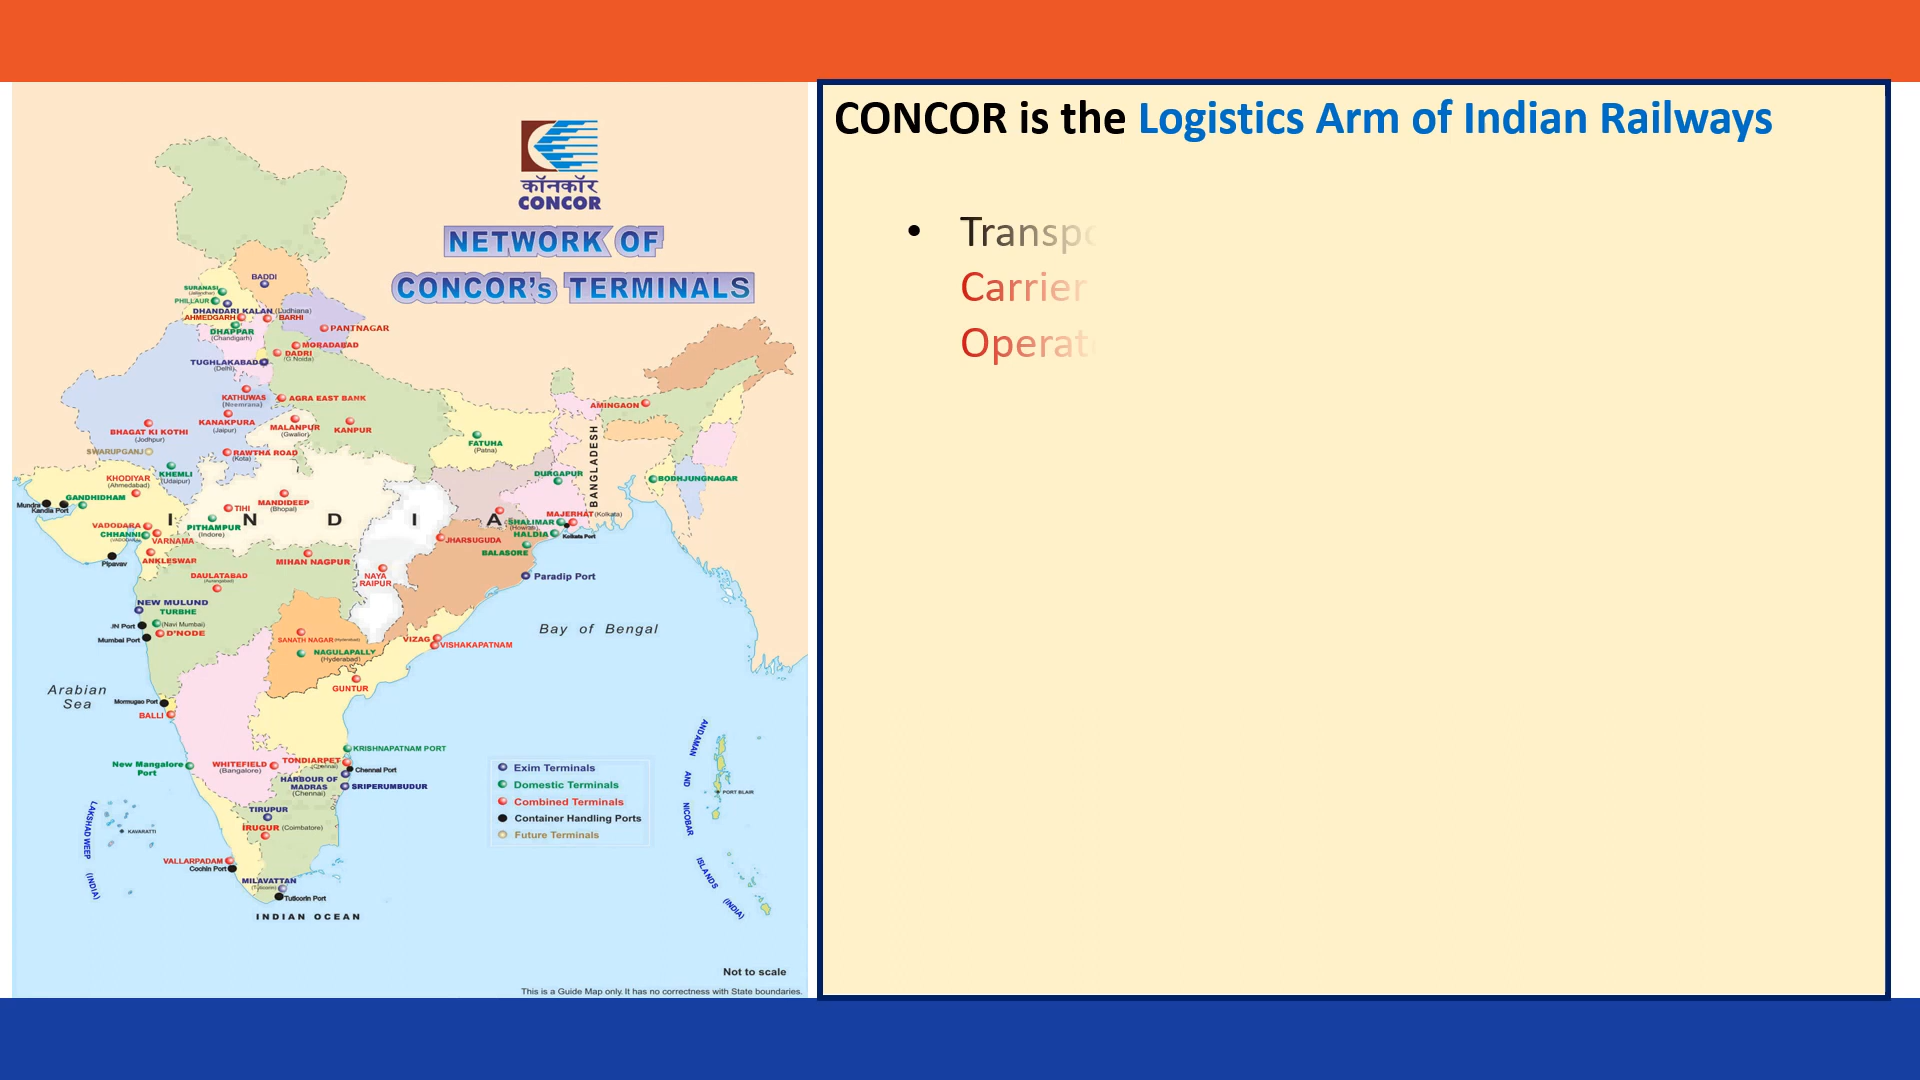 CONCOR is the Logistics Arm of Indian Railways
कॉनकॉर
CONCOR
NETWORK OF
CONCOR's TERMINALS
BADDI
SURANASI
(Jalandhar)
PHILLAUR
DHANDARI KALAN (Ludhiana)
AHMEDGARH
BARHI
DHAPPAR
(Chandigarh)
PANTNAGAR
MORADABAD
DADRI
(G.Noida)
TUGHLAKABAD
(Delhi)
KATHUWAS
(Neemrana)
AGRA EAST BANK
KANAKPURA
(Jaipur)
MALANPUR
(Gwalior)
KANPUR
AMINGAON
BHAGAT KI KOTHI
(Jodhpur)
SWARUPGANJ
RAWTHA ROAD
(Kota)
FATUHA
(Patna)
BANGLADESH
KHEMLI
(Udaipur)
DURGAPUR
BODHJUNGNAGAR
KHODIYAR
(Ahmedabad)
GANDHIDHAM
Mundra
Kandla Port
MANDIDEEP
(Bhopal)
TIHI
PITHAMPUR
(Indore)
I N D I A
MAJERHAT (Kolkata)
SHALIMAR
(Howrah)
HALDIA
Kolkata Port
VADODARA
CHHANNI
VARNAMA
JHARSUGUDA
BALASORE
Pipavav
ANKLESWAR
MIHAN NAGPUR
DAULATABAD
NAYA
RAIPUR
Paradip Port
NEW MULUND
TURBHE
(Navi Mumbai)
JN Port
D'NODE
Mumbai Port
SANATH NAGAR (Hyderabad)
NAGULAPALLY
(Hyderabad)
VIZAG
VISHAKAPATNAM
Bay of Bengal
GUNTUR
Arabian
Sea
Mormugao Port
BALLI
KRISHNAPATNAM PORT
New Mangalore
Port
WHITEFIELD
(Bangalore)
TONDIARPET
(Chennai)
Chennai Port
HARBOUR OF
MADRAS
(Chennai)
SRIPERUMBUDUR
TIRUPUR
IRUGUR (Coimbatore)
VALLARPADAM
Cochin Port
MILAVATTAN
(Tuticorin)
Tuticorin Port
INDIAN OCEAN
LAKSHADWEEP (INDIA)
KAVARATTI
ANDAMAN AND NICOBAR ISLANDS (INDIA)
PORT BLAIR
Exim Terminals
Domestic Terminals
Combined Terminals
Container Handling Ports
Future Terminals
Not to scale
This is a Guide Map only. It has no correctness with State boundaries.
• Transpo
Carrier
Operat